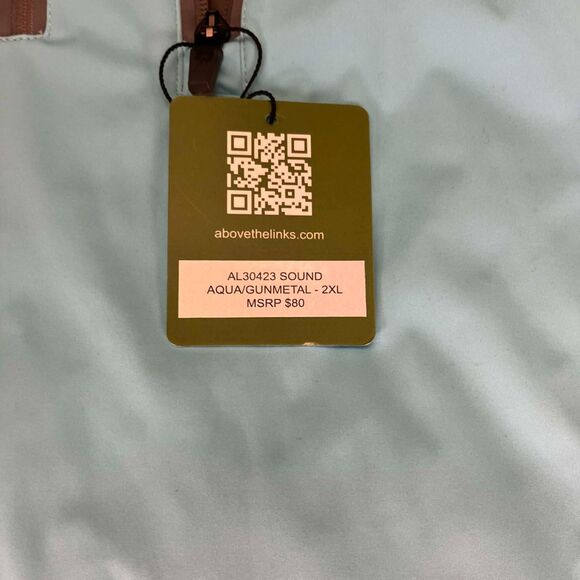 abovethelinks.com
AL30423 SOUND
AQUA/GUNMETAL - 2XL
MSRP $80